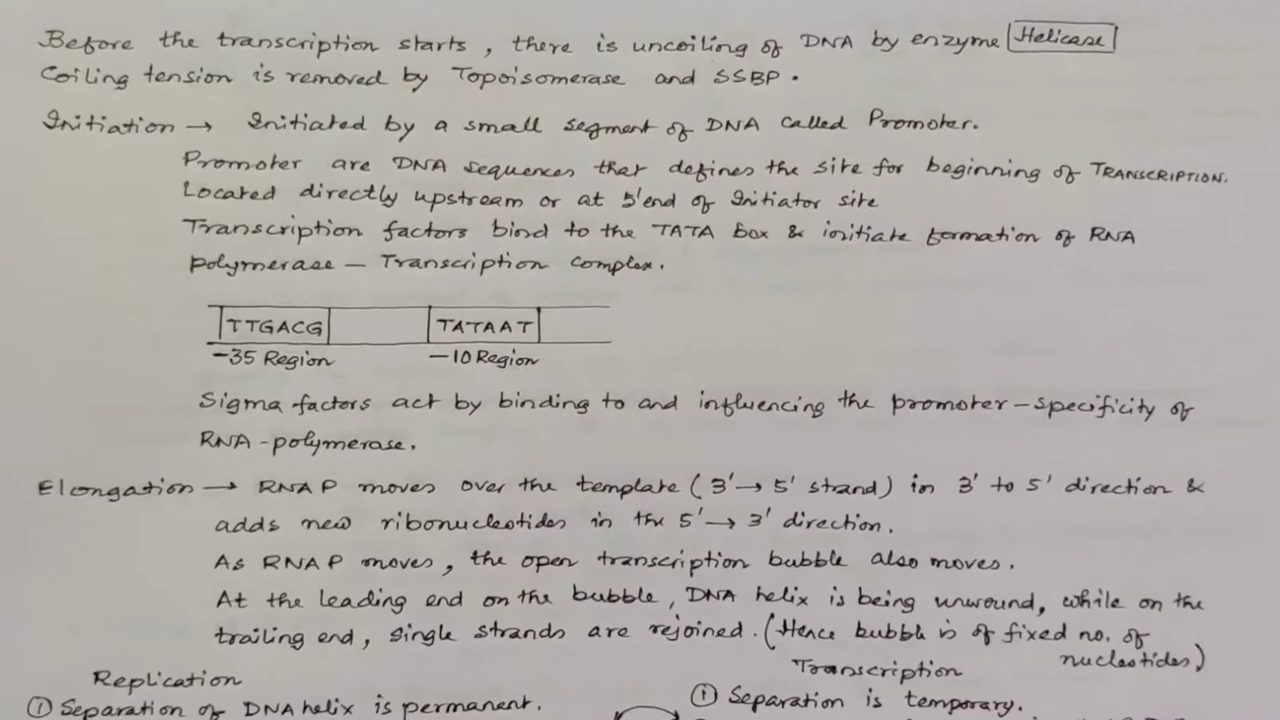 Before the transcription starts, there is uncoiling of DNA by enzyme Helicase
Coiling tension is removed by Topoisomerase and SSBP.
Initiation → Initiated by a small segment of DNA called Promoter.
Promoter are DNA sequences that defines the site for beginning of TRANSCRIPTION.
Located directly upstream or at 5' end of Initiator site
Transcription factors bind to the TATA box & initiate formation of RNA
polymerase – Transcription complex.
TTGACG TATAAT
-35 Region -10 Region
Sigma factors act by binding to and influencing the promoter-specificity of
RNA-polymerase.
Elongation → RNAP moves over the template (3' → 5' strand) in 3' to 5' direction &
adds new ribonucleotides in the 5' → 3' direction.
As RNAP moves, the open transcription bubble also moves.
At the leading end on the bubble, DNA helix is being unwound, while on the
trailing end, single strands are rejoined. (Hence bubble is of fixed no. of
nucleotides)
Replication
① Separation of DNA helix is permanent.
Transcription
① Separation is temporary.